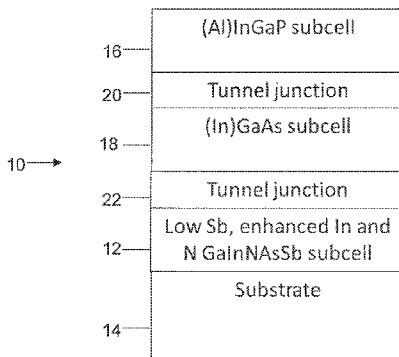 (Al)InGaP subcell
16
20
Tunnel junction
(In)GaAs subcell
18
10
Tunnel junction
22
Low Sb, enhanced In and
12
N GaInNAsSb subcell
Substrate
14